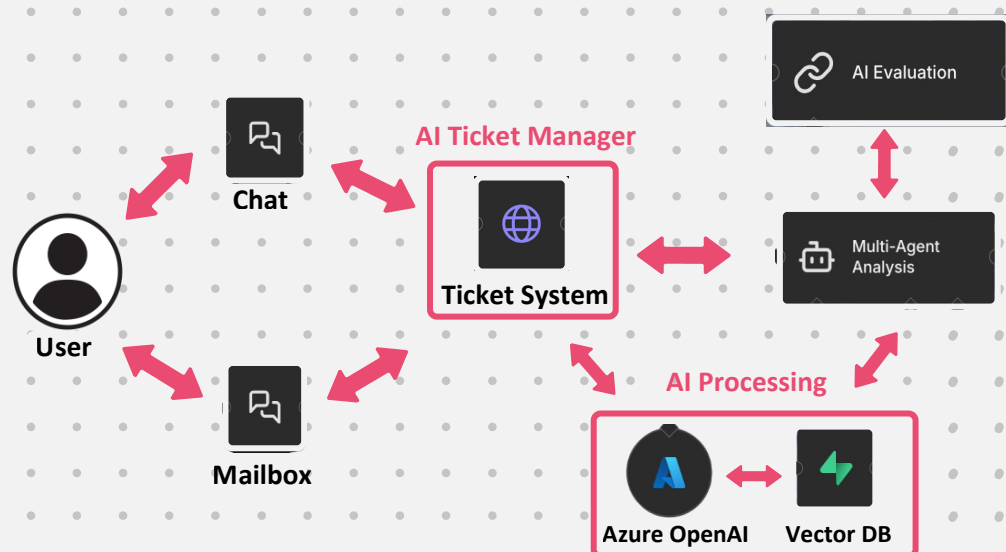 AI Evaluation
AI Ticket Manager
Chat
Multi-Agent
Analysis
Ticket System
User
AI Processing
Mailbox
Azure OpenAI
Vector DB